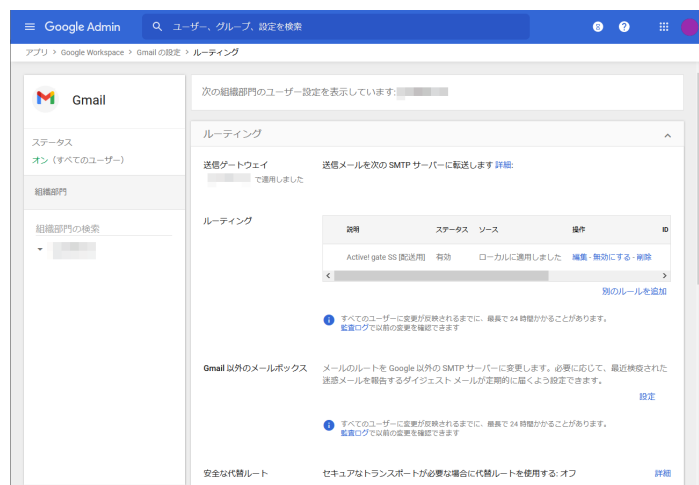 Google Admin
ユーザー、グループ、設定を検索
アプリ > Google Workspace > Gmail の設定 > ルーティング
Gmail
ステータス
オン（すべてのユーザー）
組織部門
組織部門の検索
次の組織部門のユーザー設定を表示しています:
ルーティング
送信ゲートウェイ
で適用しました
送信メールを次の SMTP サーバーに転送します 詳細:
ルーティング
説明 ステータス ソース 操作 ID
Active! gate SS [配送用] 有効 ローカルに適用しました 編集 - 無効にする - 削除
別のルールを追加
すべてのユーザーに変更が反映されるまでに、最長で 24 時間かかることがあります。
監査ログで以前の変更を確認できます
Gmail 以外のメールボックス
メールのルートを Google 以外の SMTP サーバーに変更します。必要に応じて、最近検疫された
迷惑メールを報告するダイジェスト メールが定期的に届くよう設定できます。
設定
すべてのユーザーに変更が反映されるまでに、最長で 24 時間かかることがあります。
監査ログで以前の変更を確認できます
安全な代替ルート
セキュアなトランスポートが必要な場合に代替ルートを使用する: オフ
詳細